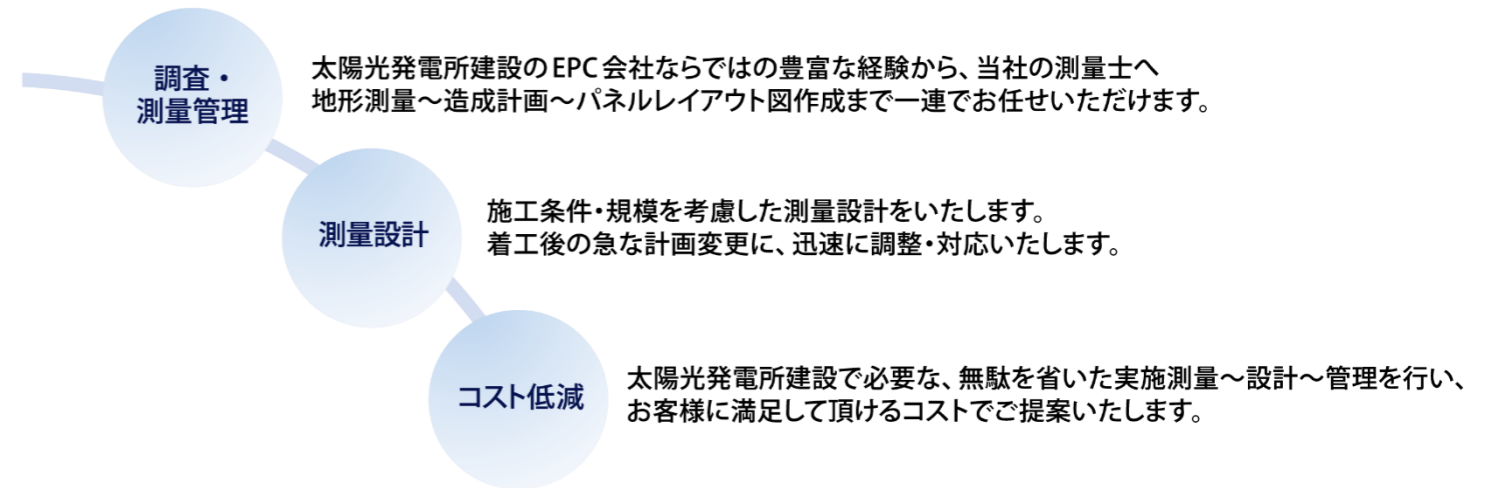 調査・
測量管理
太陽光発電所建設のEPC会社ならではの豊富な経験から、当社の測量士へ
地形測量～造成計画～パネルレイアウト図作成まで一連でお任せいただけます。
測量設計
施工条件・規模を考慮した測量設計をいたします。
着工後の急な計画変更に、迅速に調整・対応いたします。
コスト低減
太陽光発電所建設で必要な、無駄を省いた実施測量～設計～管理を行い、
お客様に満足して頂けるコストでご提案いたします。